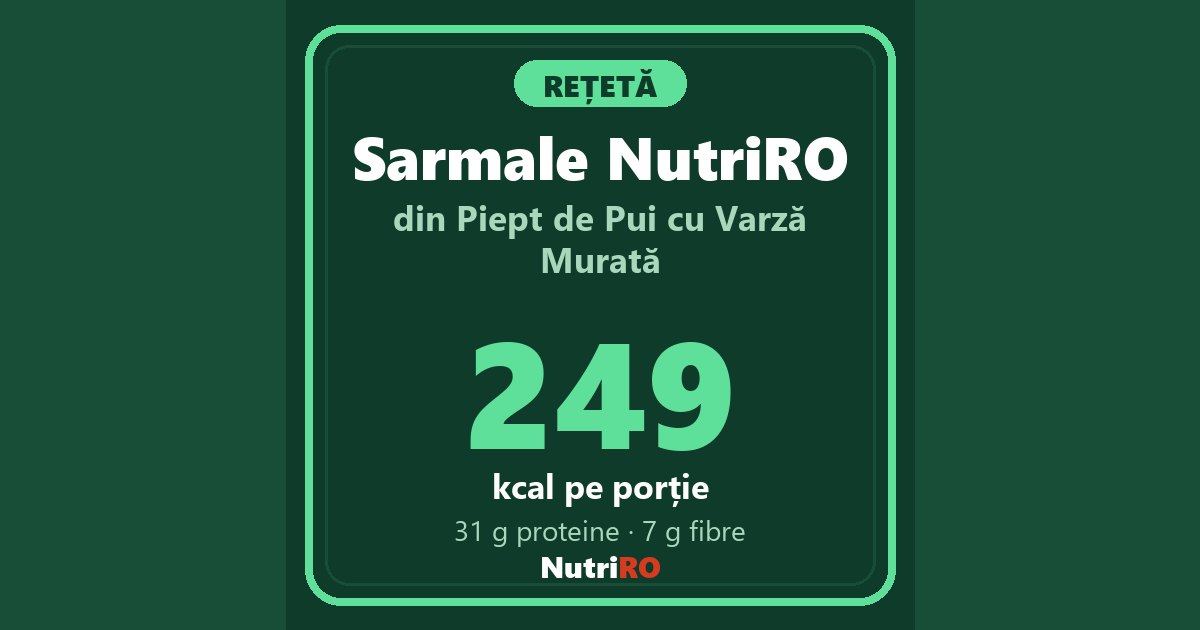 REȚETĂ
Sarmale NutriRO
din Piept de Pui cu Varză
Murată
249
kcal pe porție
31 g proteine · 7 g fibre
NutriRO